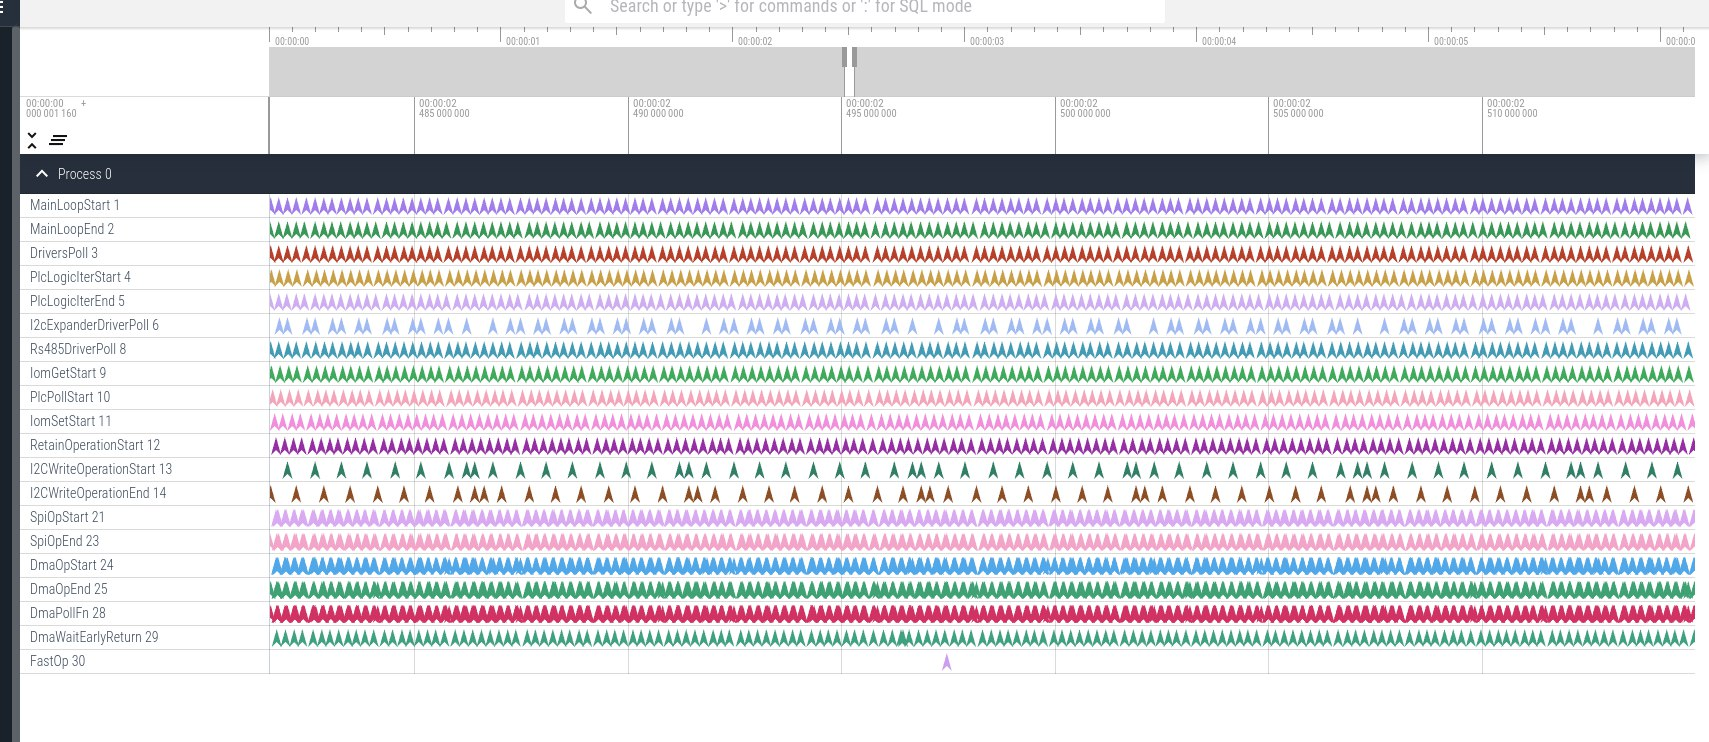 Search or type '>' for commands or ':' for SQL mode
00:00:00 00:00:01 00:00:02 00:00:03 00:00:04 00:00:05 00:00:0
00:00:00 + 00:00:02 00:00:02 00:00:02 00:00:02 00:00:02 00:00:02
000 001 160 485 000 000 490 000 000 495 000 000 500 000 000 505 000 000 510 000 000
Process 0
MainLoopStart 1
MainLoopEnd 2
DriversPoll 3
PlcLogicIterStart 4
PlcLogicIterEnd 5
I2cExpanderDriverPoll 6
Rs485DriverPoll 8
IomGetStart 9
PlcPollStart 10
IomSetStart 11
RetainOperationStart 12
I2CWriteOperationStart 13
I2CWriteOperationEnd 14
SpiOpStart 21
SpiOpEnd 23
DmaOpStart 24
DmaOpEnd 25
DmaPollFn 28
DmaWaitEarlyReturn 29
FastOp 30